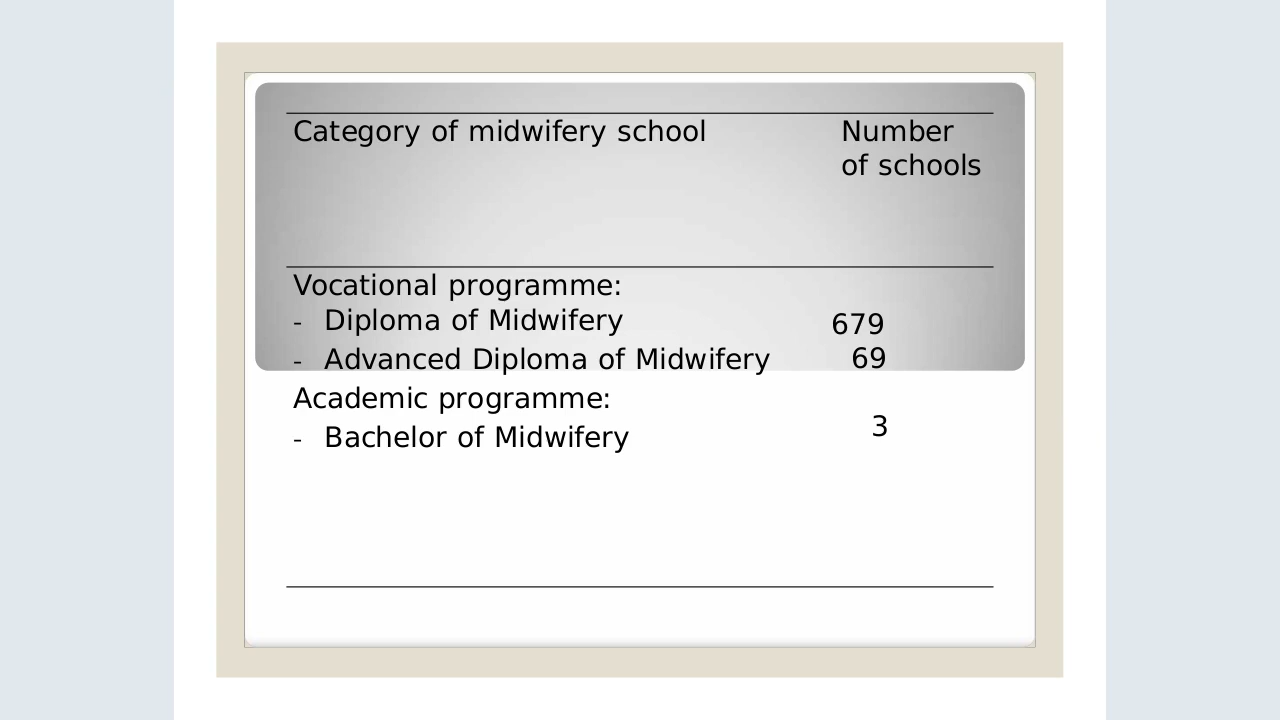 Category of midwifery school Number
of schools
Vocational programme:
- Diploma of Midwifery 679
- Advanced Diploma of Midwifery 69
Academic programme:
- Bachelor of Midwifery 3